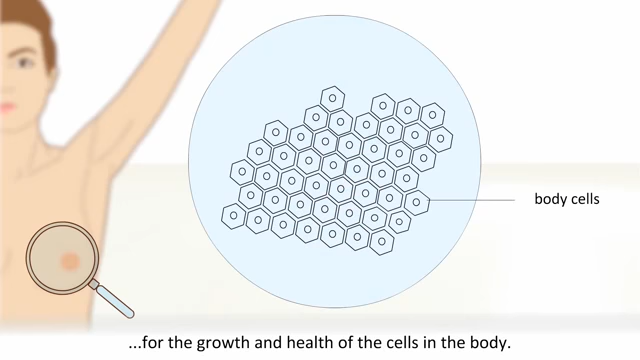 body cells
...for the growth and health of the cells in the body.